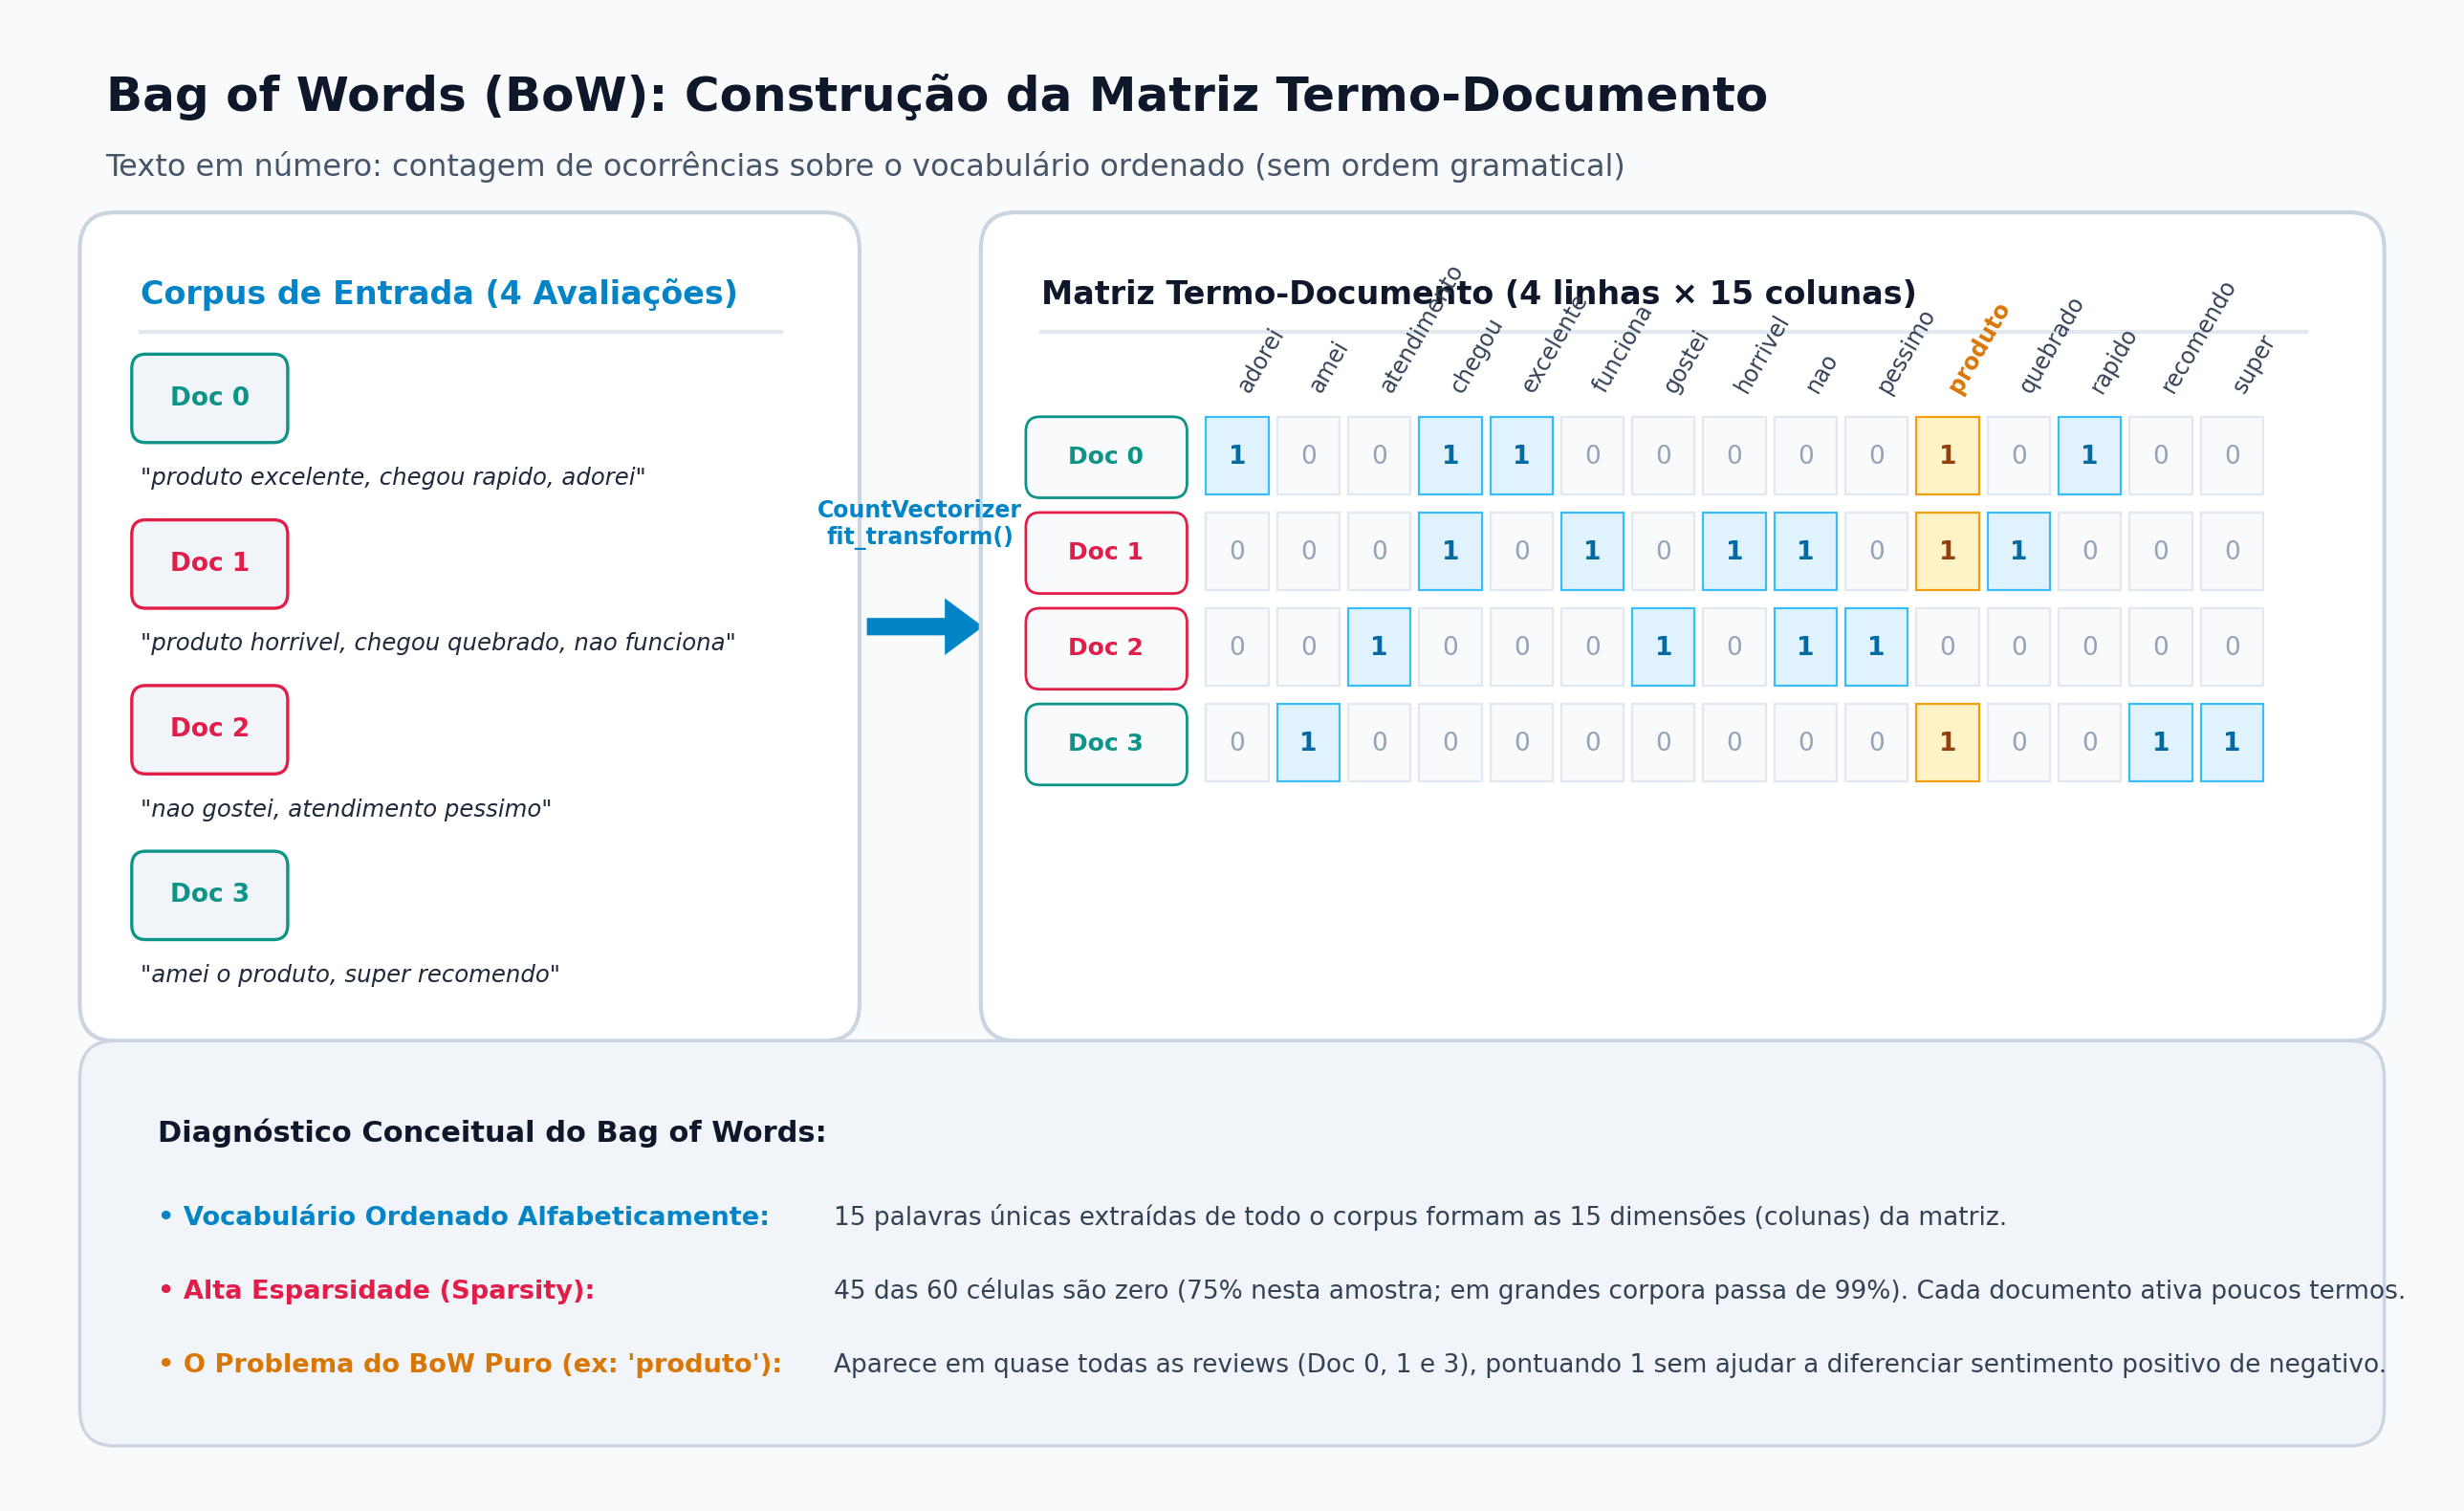 Bag of Words (BoW): Construção da Matriz Termo-Documento
Texto em número: contagem de ocorrências sobre o vocabulário ordenado (sem ordem gramatical)
Corpus de Entrada (4 Avaliações)
Doc 0
"produto excelente, chegou rapido, adorei"
Doc 1
"produto horrivel, chegou quebrado, nao funciona"
Doc 2
"nao gostei, atendimento pessimo"
Doc 3
"amei o produto, super recomendo"
CountVectorizer
fit_transform()
Matriz Termo-Documento (4 linhas × 15 colunas)
adorei amei atendimento chegou excelente funciona gostei horrivel nao pessimo produto quebrado rapido recomendo super
Doc 0 1 0 0 1 1 0 0 0 0 0 1 0 1 0 0
Doc 1 0 0 0 1 0 1 0 1 1 0 1 1 0 0 0
Doc 2 0 0 1 0 0 0 1 0 1 1 0 0 0 0 0
Doc 3 0 1 0 0 0 0 0 0 0 0 1 0 0 1 1
Diagnóstico Conceitual do Bag of Words:
• Vocabulário Ordenado Alfabeticamente: 15 palavras únicas extraídas de todo o corpus formam as 15 dimensões (colunas) da matriz.
• Alta Esparsidade (Sparsity): 45 das 60 células são zero (75% nesta amostra; em grandes corpora passa de 99%). Cada documento ativa poucos termos.
• O Problema do BoW Puro (ex: 'produto'): Aparece em quase todas as reviews (Doc 0, 1 e 3), pontuando 1 sem ajudar a diferenciar sentimento positivo de negativo.